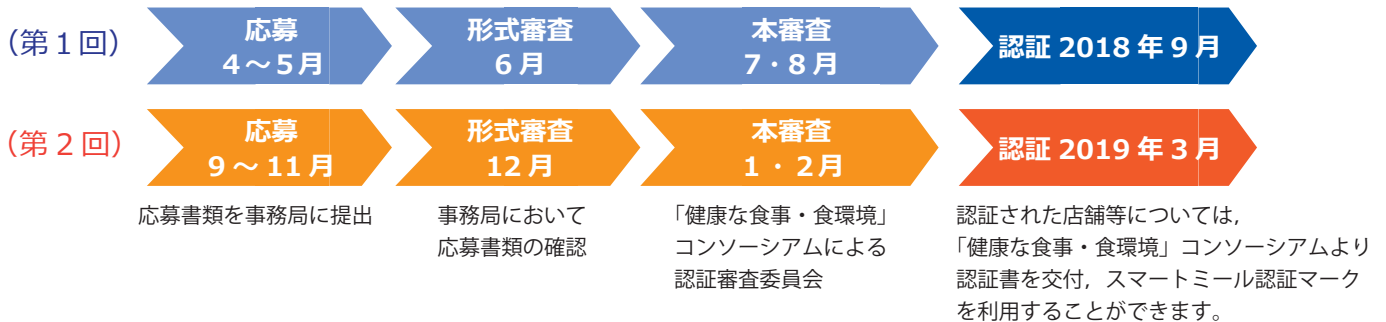 (第1回)
応募
4～5月
形式審査
6月
本審査
7・8月
認証 2018 年 9 月
(第2回)
応募
9～11月
形式審査
12月
本審査
1・2月
認証 2019 年 3 月
応募書類を事務局に提出
事務局において
応募書類の確認
「健康な食事・食環境」
コンソーシアムによる
認証審査委員会
認証された店舗等については,
「健康な食事・食環境」コンソーシアムより
認証書を交付, スマートミール認証マーク
を利用することができます。